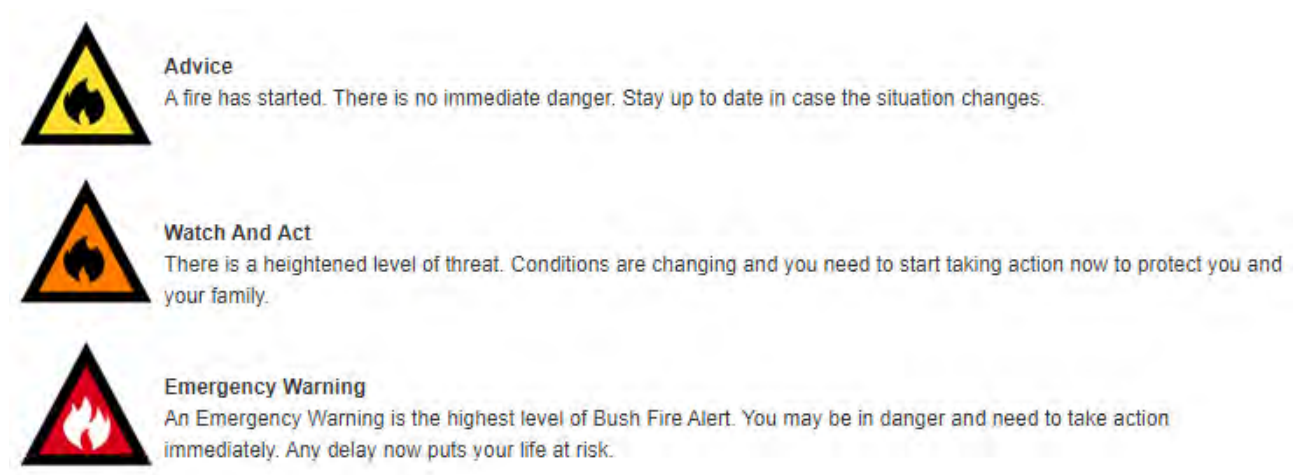 Advice
A fire has started. There is no immediate danger. Stay up to date in case the situation changes.
Watch And Act
There is a heightened level of threat. Conditions are changing and you need to start taking action now to protect you and
your family.
Emergency Warning
An Emergency Warning is the highest level of Bush Fire Alert. You may be in danger and need to take action
immediately. Any delay now puts your life at risk.